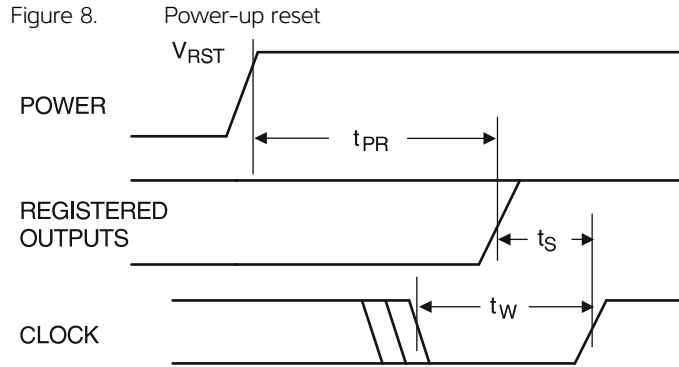 Figure 8. Power-up reset
VRST
POWER
tPR
REGISTERED
OUTPUTS
tS
tW
CLOCK